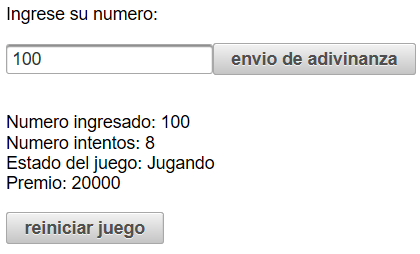 Ingrese su numero:
100 envio de adivinanza
Numero ingresado: 100
Numero intentos: 8
Estado del juego: Jugando
Premio: 20000
reiniciar juego